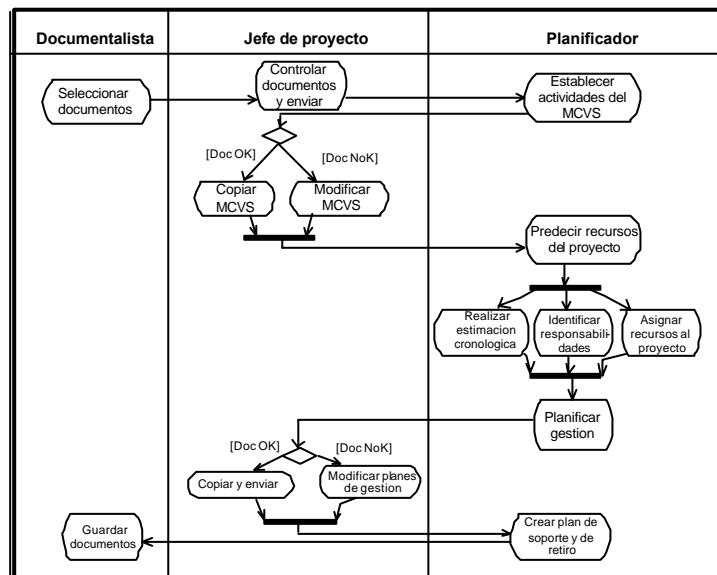 Documentalista
Jefe de proyecto
Planificador
Seleccionar
documentos
Controlar
documentos
y enviar
Establecer
actividades del
MCVS
[Doc OK]
[Doc NoK]
Copiar
MCVS
Modificar
MCVS
Predecir recursos
del proyecto
Realizar
estimacion
cronologica
Identificar
responsabili-
dades
Asignar
recursos al
proyecto
Planificar
gestion
[Doc OK]
[Doc NoK]
Copiar y enviar
Modificar planes
de gestion
Guardar
documentos
Crear plan de
soporte y de
retiro